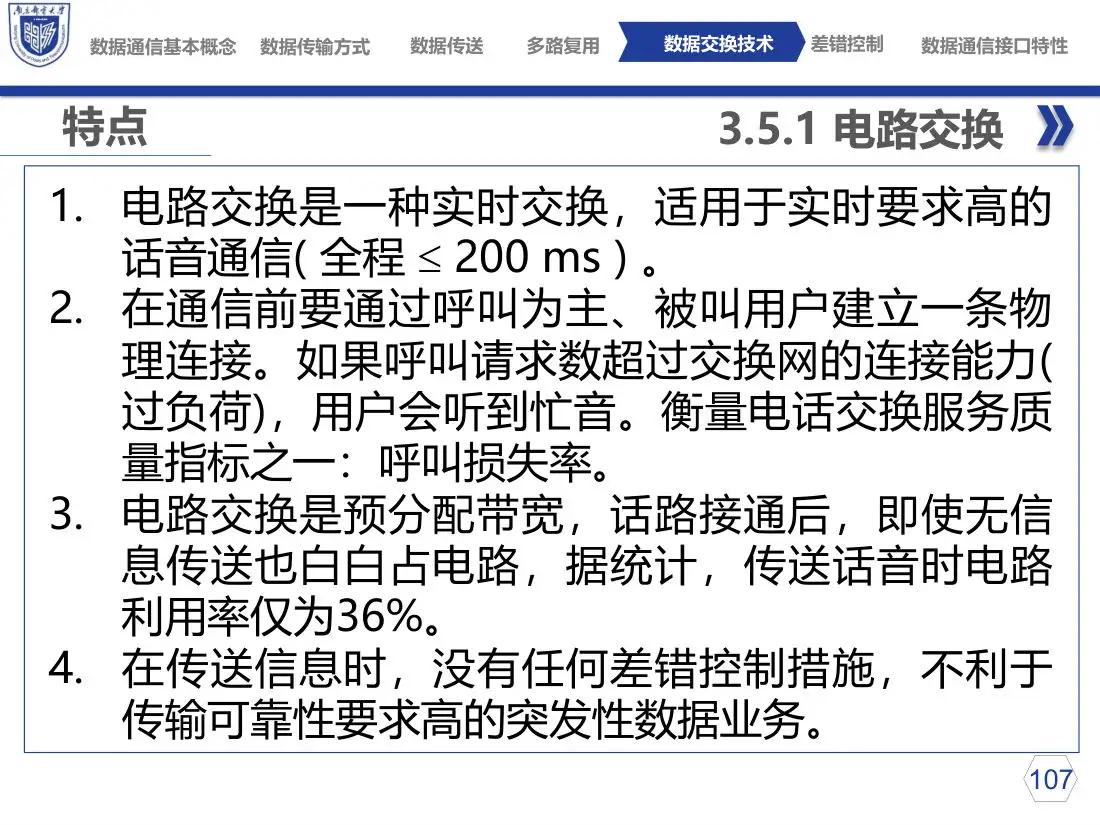 南京邮电大学
数据通信基本概念 数据传输方式 数据传送 多路复用 数据交换技术 差错控制 数据通信接口特性
特点
3.5.1 电路交换
1. 电路交换是一种实时交换，适用于实时要求高的
话音通信( 全程 ≤ 200 ms ) 。
2. 在通信前要通过呼叫为主、被叫用户建立一条物
理连接。如果呼叫请求数超过交换网的连接能力(
过负荷)，用户会听到忙音。衡量电话交换服务质
量指标之一：呼叫损失率。
3. 电路交换是预分配带宽，话路接通后，即使无信
息传送也白白占电路，据统计，传送话音时电路
利用率仅为36%。
4. 在传送信息时，没有任何差错控制措施，不利于
传输可靠性要求高的突发性数据业务。
107